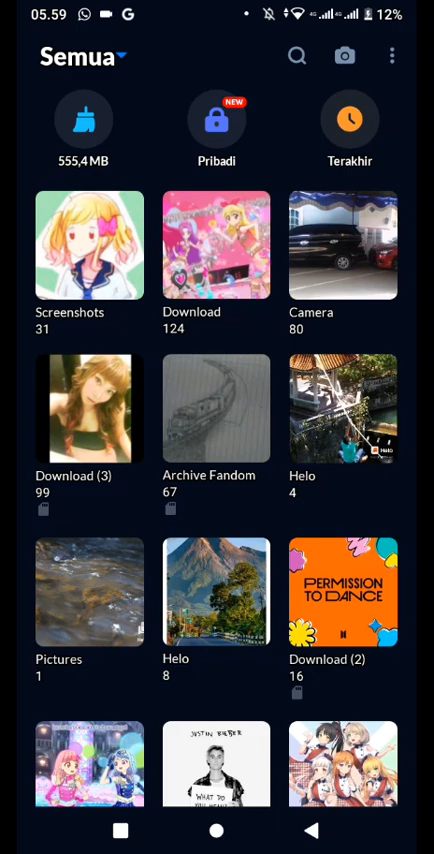 05.59
12%
Semua
NEW
555,4 MB
Pribadi
Terakhir
Screenshots
31
Download
124
Camera
80
Download (3)
99
Archive Fandom
67
Helo
Helo
4
PERMISSION
TO DANCE
Pictures
1
Helo
8
Download (2)
16
JUSTIN BIEBER
WHAT DO
YOU MEAN?